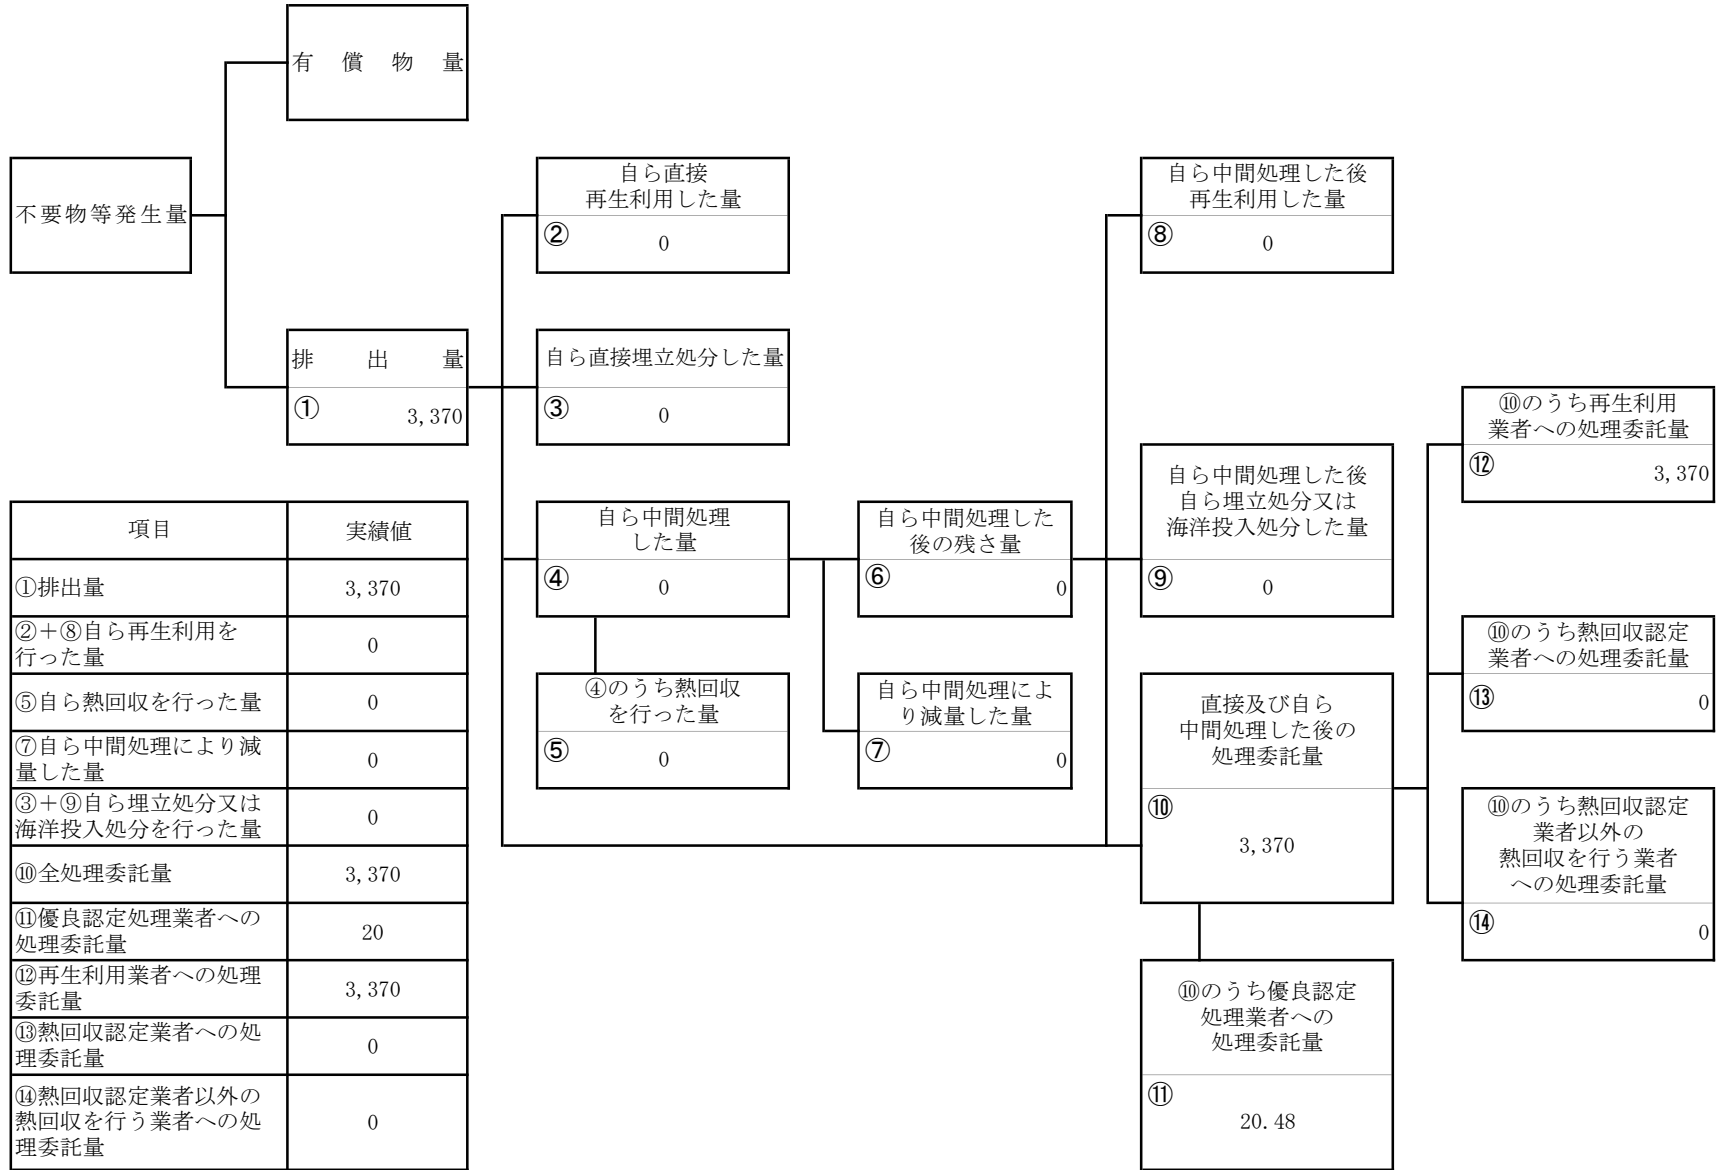 有償物量
不要物等発生量
自ら直接
再生利用した量
② 0
自ら中間処理した後
再生利用した量
⑧ 0
排出量
① 3,370
自ら直接埋立処分した量
③ 0
⑩のうち再生利用
業者への処理委託量
⑫ 3,370
自ら中間処理した後
自ら埋立処分又は
海洋投入処分した量
⑨ 0
自ら中間処理
した量
④ 0
自ら中間処理した
後の残さ量
⑥ 0
⑩のうち熱回収認定
業者への処理委託量
⑬ 0
④のうち熱回収
を行った量
⑤ 0
自ら中間処理によ
り減量した量
⑦ 0
直接及び自ら
中間処理した後の
処理委託量
⑩
3,370
⑩のうち熱回収認定
業者以外の
熱回収を行う業者
への処理委託量
⑭ 0
⑩のうち優良認定
処理業者への
処理委託量
⑪
20.48
項目 実績値
①排出量 3,370
②+⑧自ら再生利用を
行った量 0
⑤自ら熱回収を行った量 0
⑦自ら中間処理により減
量した量 0
③+⑨自ら埋立処分又は
海洋投入処分を行った量 0
⑩全処理委託量 3,370
⑪優良認定処理業者への
処理委託量 20
⑫再生利用業者への処理
委託量 3,370
⑬熱回収認定業者への処
理委託量 0
⑭熱回収認定業者以外の
熱回収を行う業者への処
理委託量 0